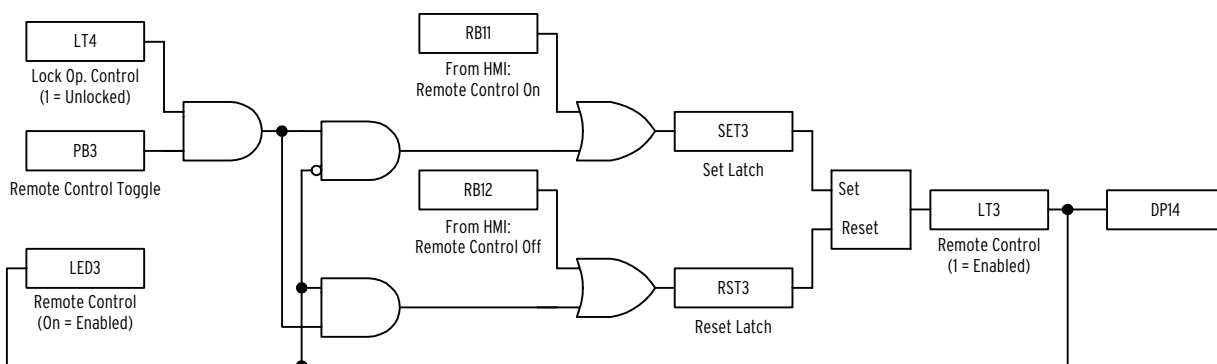 LT4
Lock Op. Control
(1 = Unlocked)
PB3
Remote Control Toggle
LED3
Remote Control
(On = Enabled)
RB11
From HMI:
Remote Control On
RB12
From HMI:
Remote Control Off
SET3
Set Latch
RST3
Reset Latch
Set
Reset
LT3
Remote Control
(1 = Enabled)
DP14